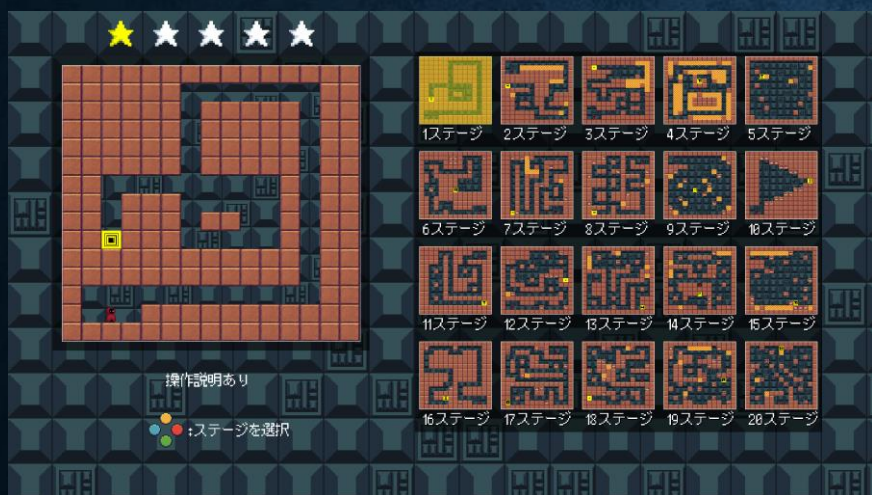 1ステージ 2ステージ 3ステージ 4ステージ 5ステージ
6ステージ 7ステージ 8ステージ 9ステージ 10ステージ
11ステージ 12ステージ 13ステージ 14ステージ 15ステージ
16ステージ 17ステージ 18ステージ 19ステージ 20ステージ
操作説明あり
:ステージを選択